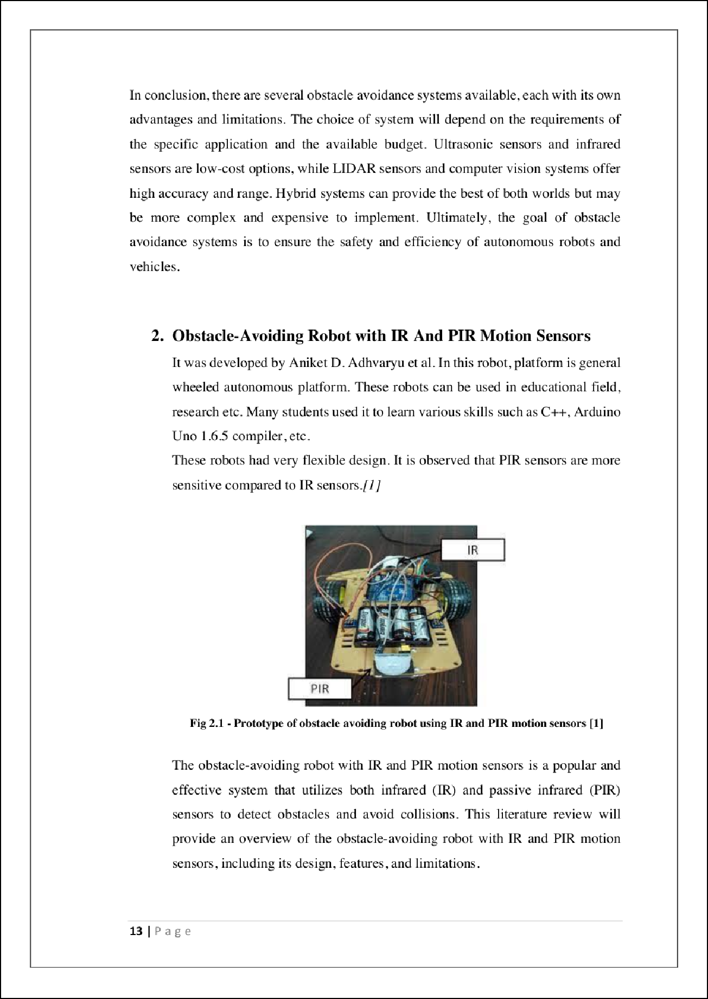 In conclusion, there are several obstacle avoidance systems available, each with its own
advantages and limitations. The choice of system will depend on the requirements of
the specific application and the available budget. Ultrasonic sensors and infrared
sensors are low-cost options, while LIDAR sensors and computer vision systems offer
high accuracy and range. Hybrid systems can provide the best of both worlds but may
be more complex and expensive to implement. Ultimately, the goal of obstacle
avoidance systems is to ensure the safety and efficiency of autonomous robots and
vehicles.
2. Obstacle-Avoiding Robot with IR And PIR Motion Sensors
It was developed by Aniket D. Adhvaryu et al. In this robot, platform is general
wheeled autonomous platform. These robots can be used in educational field,
research etc. Many students used it to learn various skills such as C++, Arduino
Uno 1.6.5 compiler, etc.
These robots had very flexible design. It is observed that PIR sensors are more
sensitive compared to IR sensors.[1]
IR
PIR
Fig 2.1 - Prototype of obstacle avoiding robot using IR and PIR motion sensors [1]
The obstacle-avoiding robot with IR and PIR motion sensors is a popular and
effective system that utilizes both infrared (IR) and passive infrared (PIR)
sensors to detect obstacles and avoid collisions. This literature review will
provide an overview of the obstacle-avoiding robot with IR and PIR motion
sensors, including its design, features, and limitations.
13 | Page